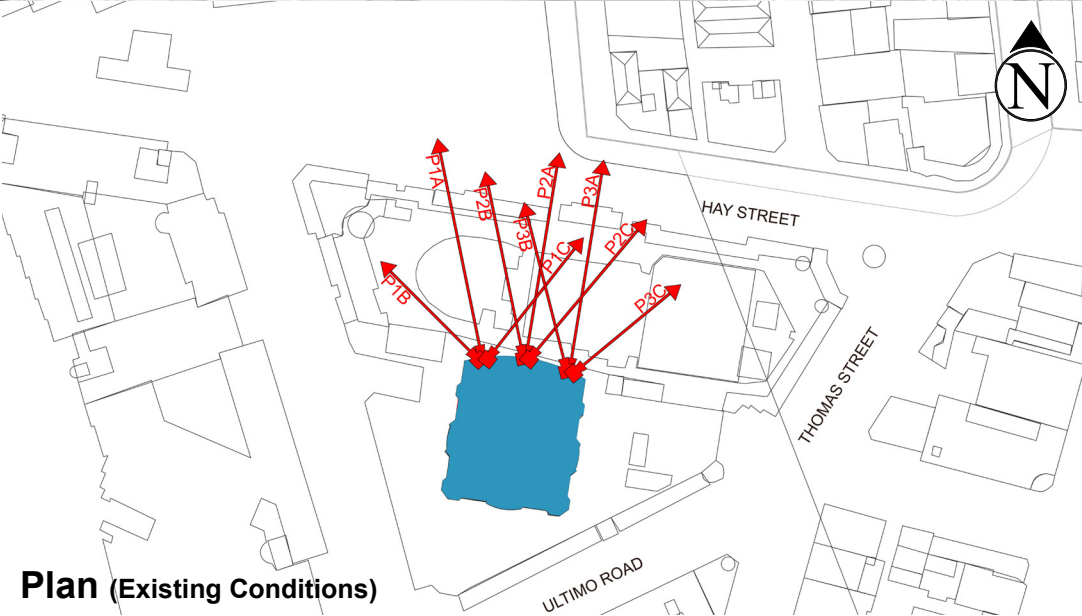 N
P1A
P2A
P3A
P2B
P3B
HAY STREET
P1C
P2C
P1B
P3C
THOMAS STREET
ULTIMO ROAD
Plan (Existing Conditions)